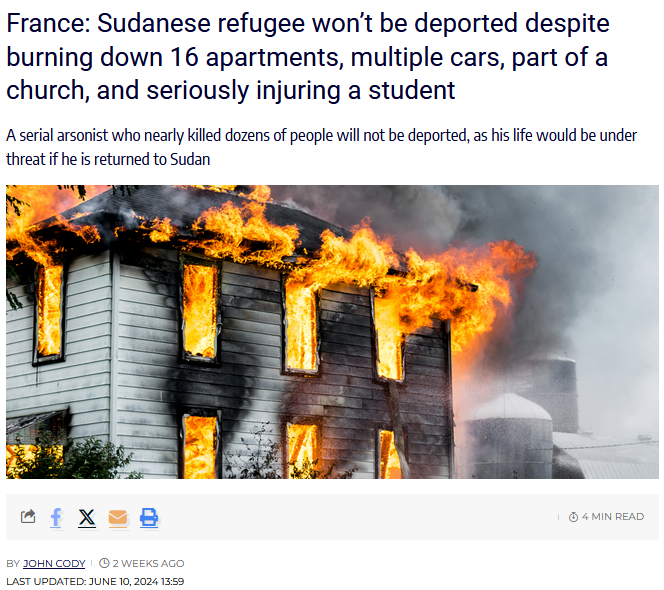 France: Sudanese refugee won’t be deported despite
burning down 16 apartments, multiple cars, part of a
church, and seriously injuring a student
A serial arsonist who nearly killed dozens of people will not be deported, as his life would be under
threat if he is returned to Sudan
4 MIN READ
BY JOHN CODY 2 WEEKS AGO
LAST UPDATED: JUNE 10, 2024 13:59